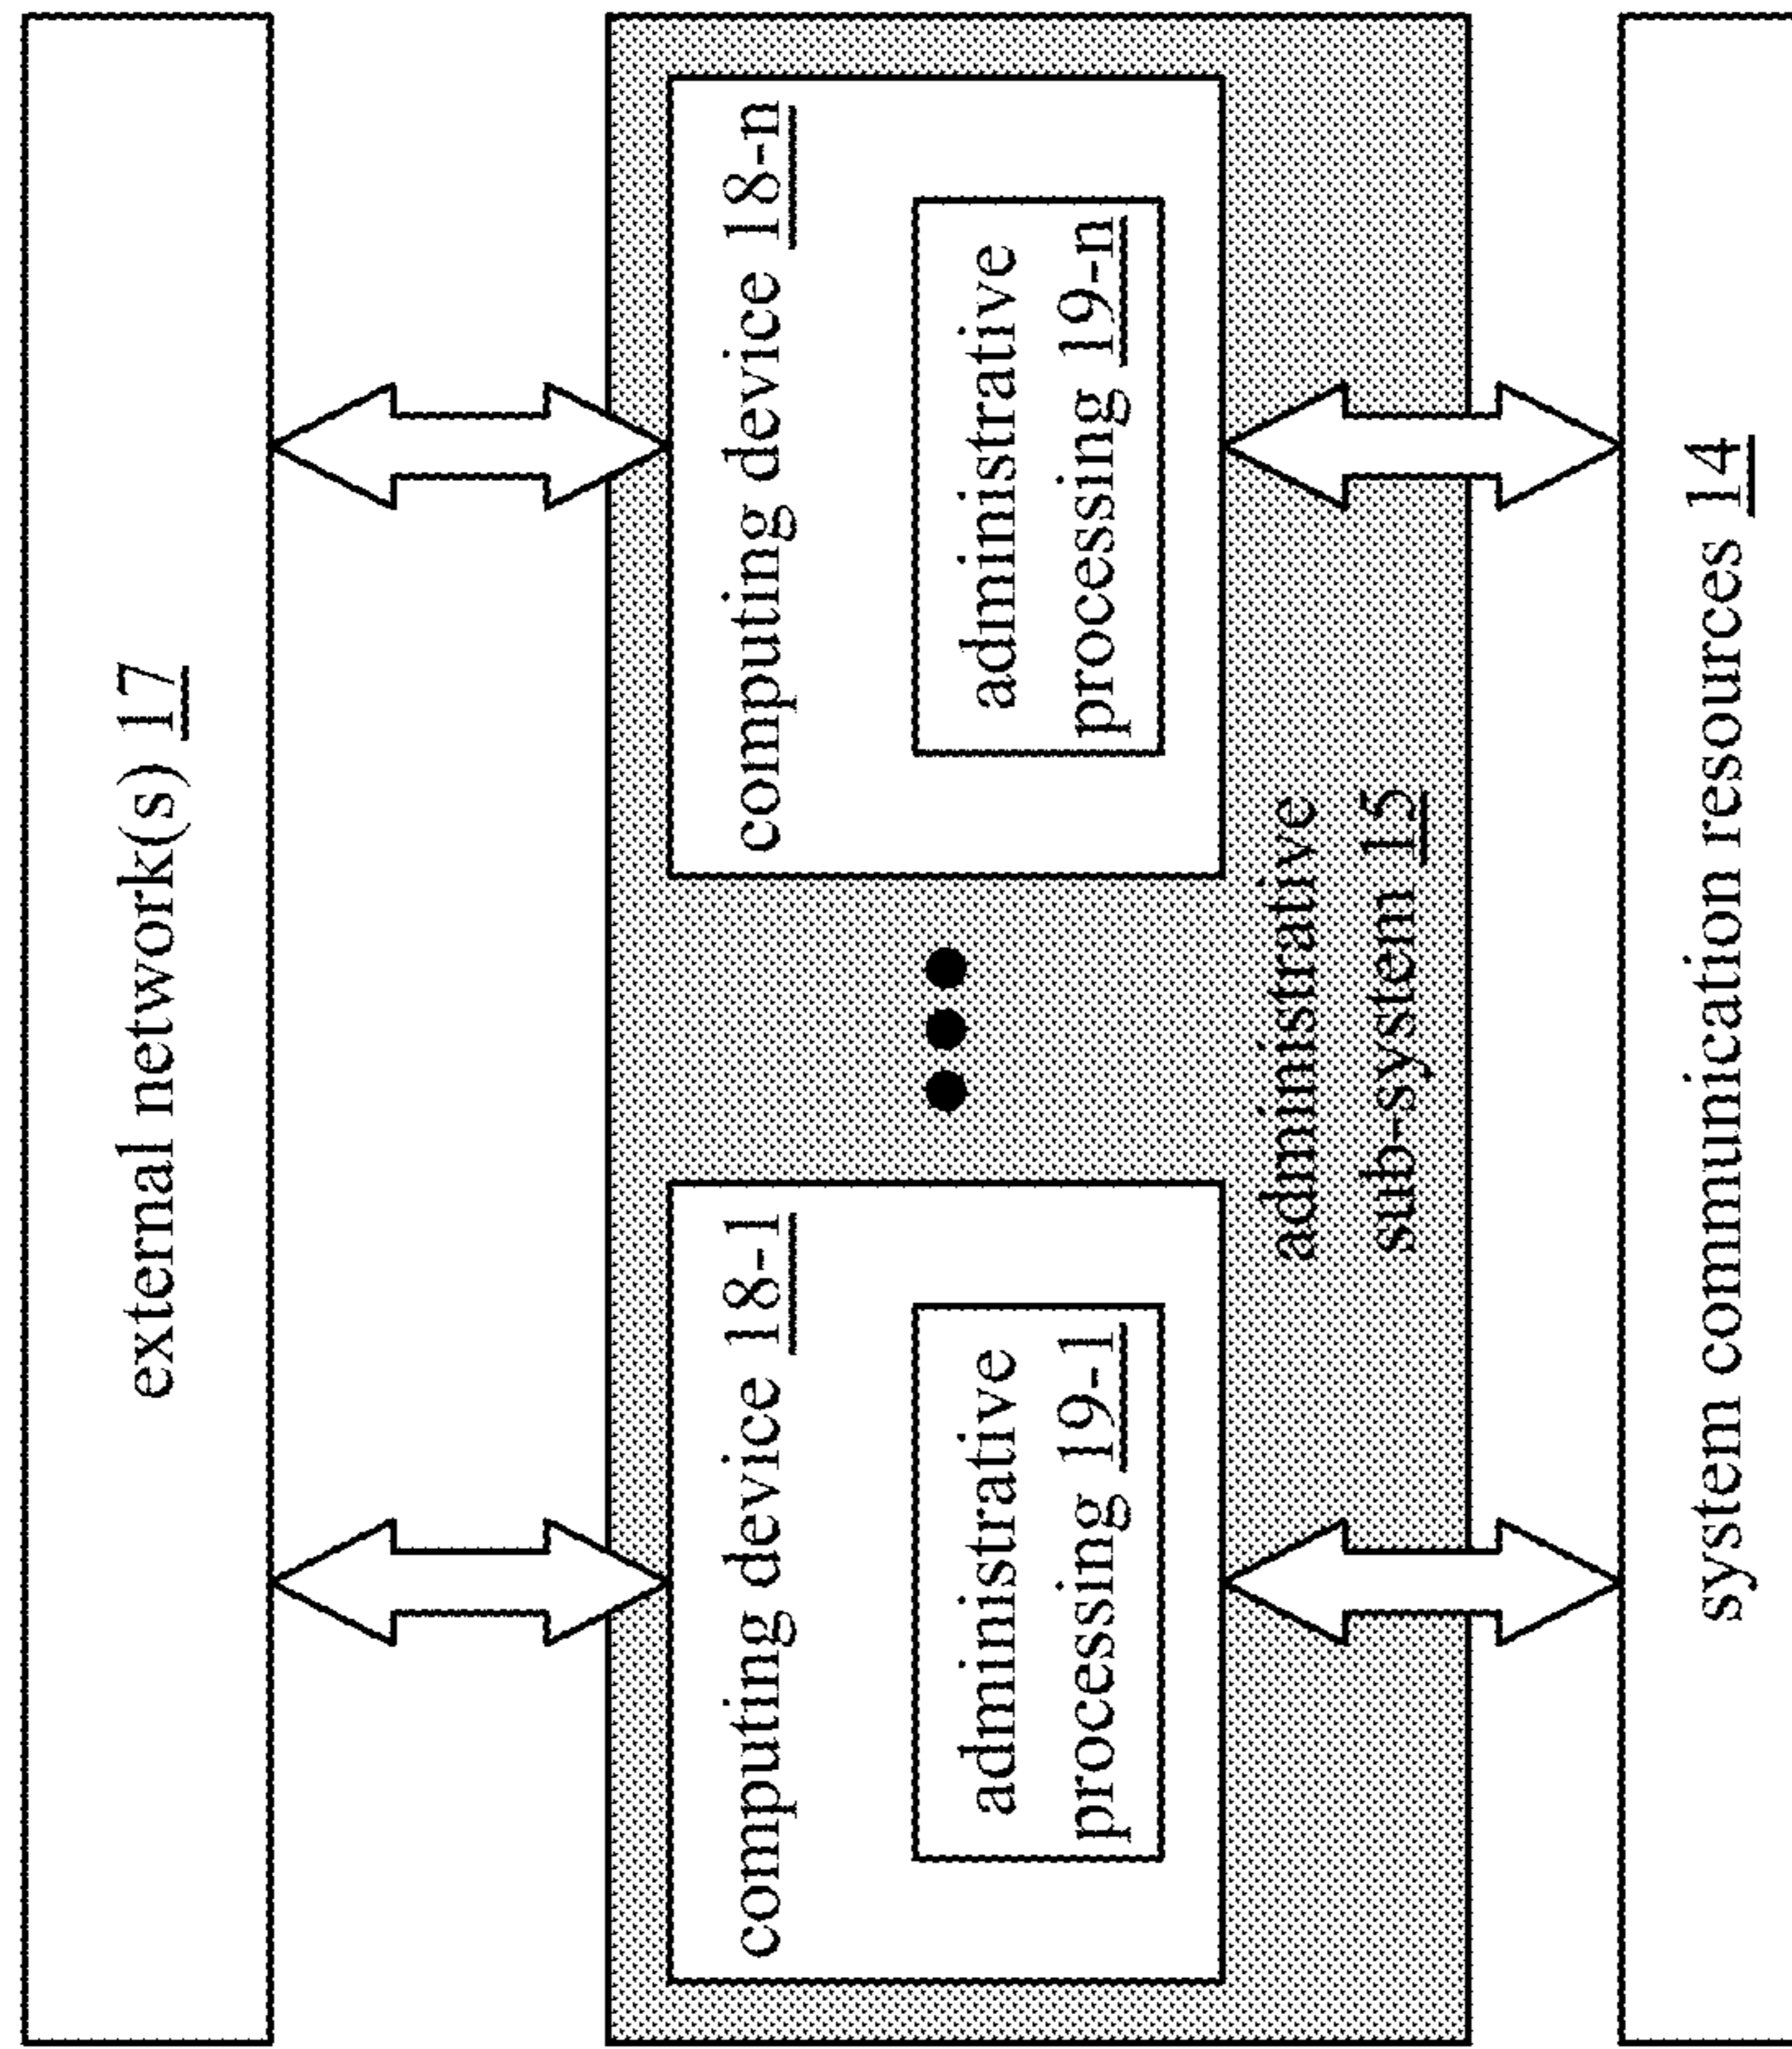 external network(s) 17
computing device 18-1
administrative
processing 19-1
computing device 18-n
administrative
processing 19-n
administrative
sub-system 15
system communication resources 14